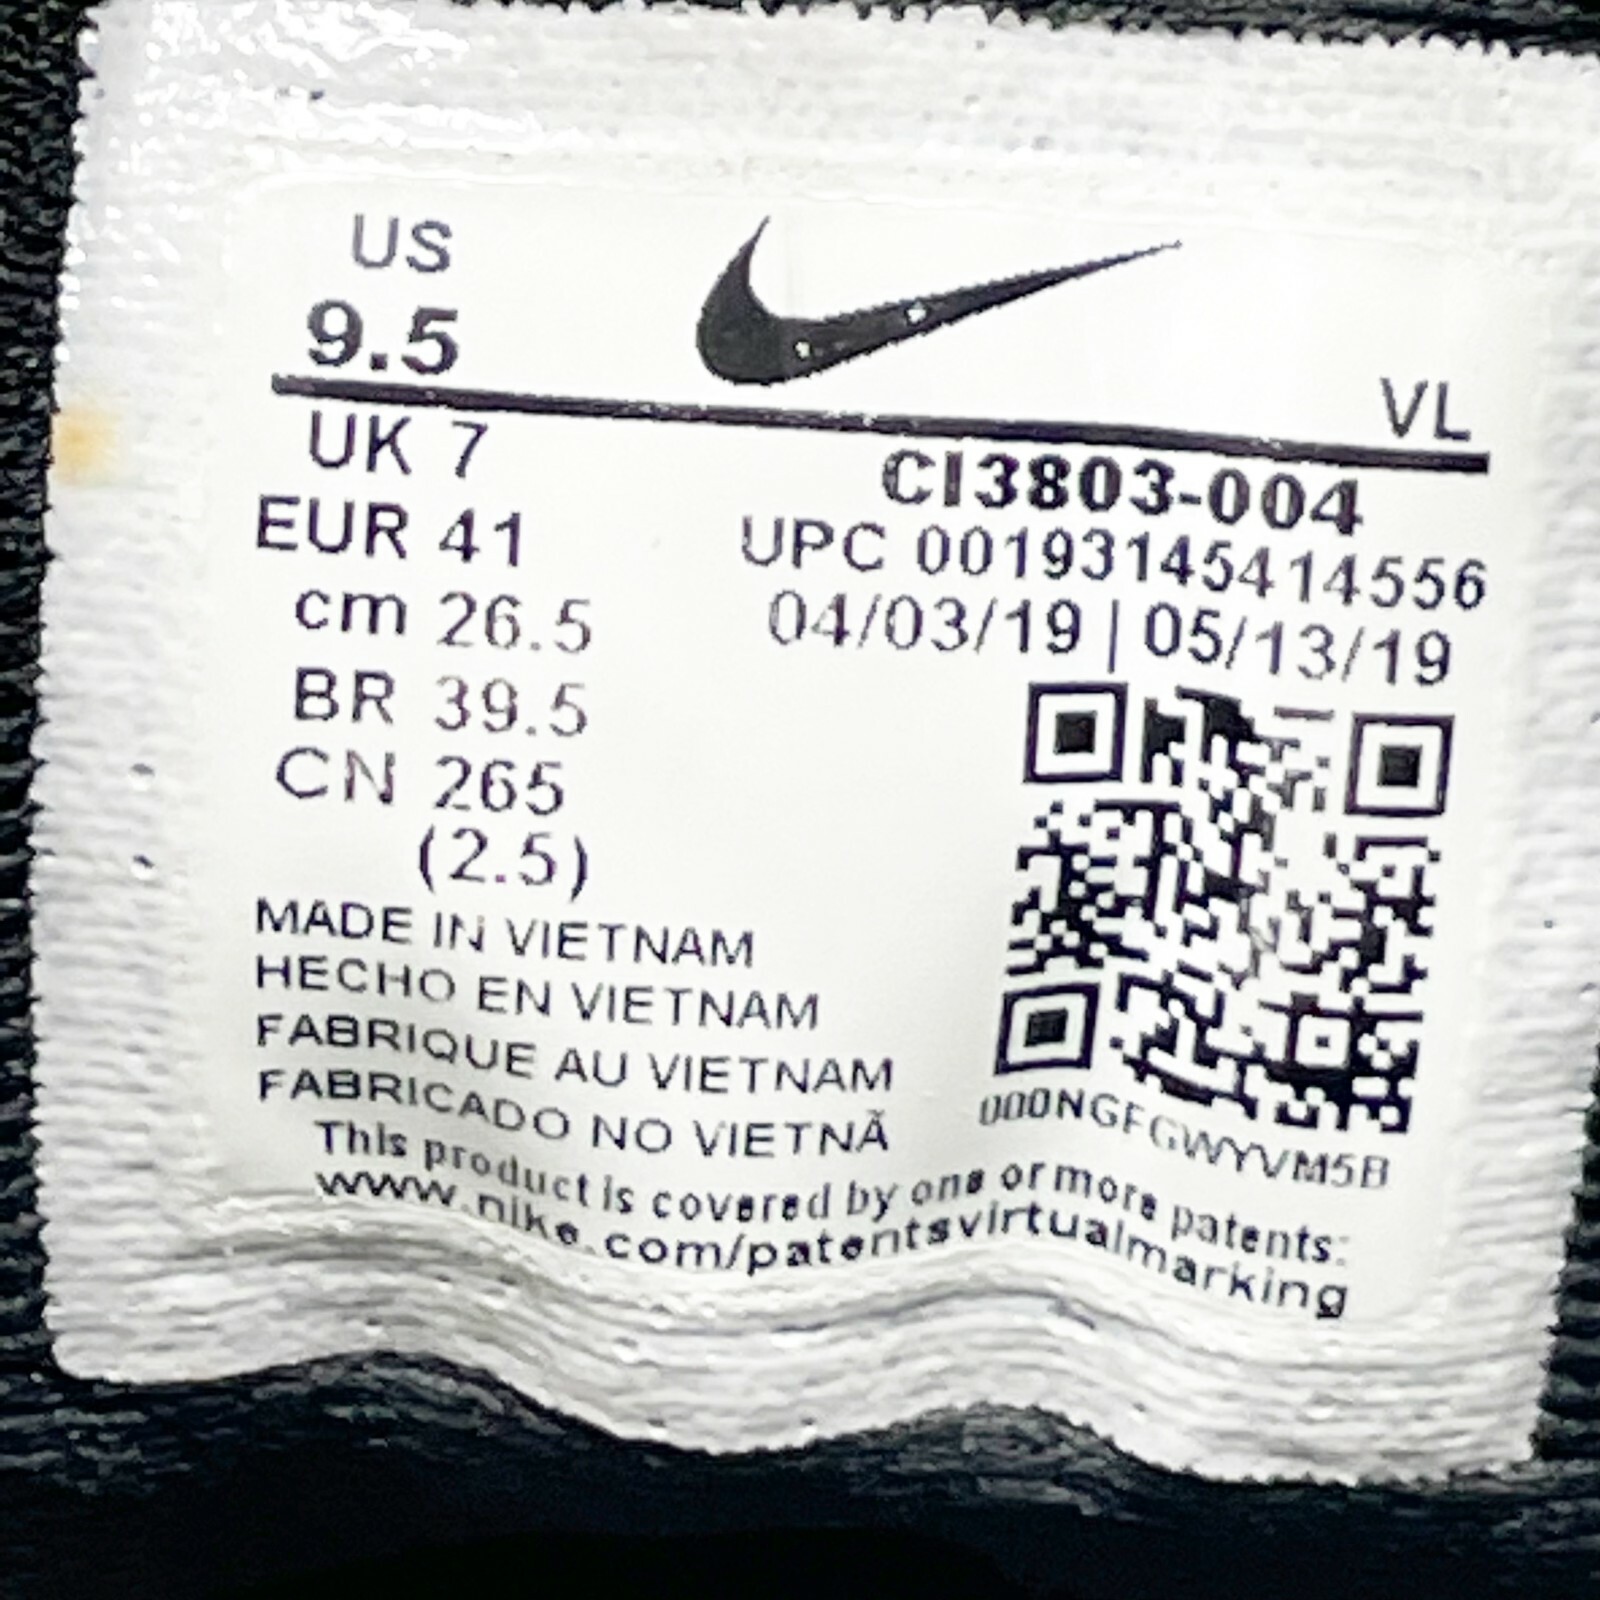 US
9.5
VL
UK 7
EUR 41
cm 26.5
BR 39.5
CN 265
(2.5)
CI3803-004
UPC 00193145414556
04/03/19 | 05/13/19
MADE IN VIETNAM
HECHO EN VIETNAM
FABRIQUE AU VIETNAM
FABRICADO NO VIETNÃ
000NGFGWYVM5B
This product is covered by one or more patents:
www.nike.com/patentsvirtualmarking